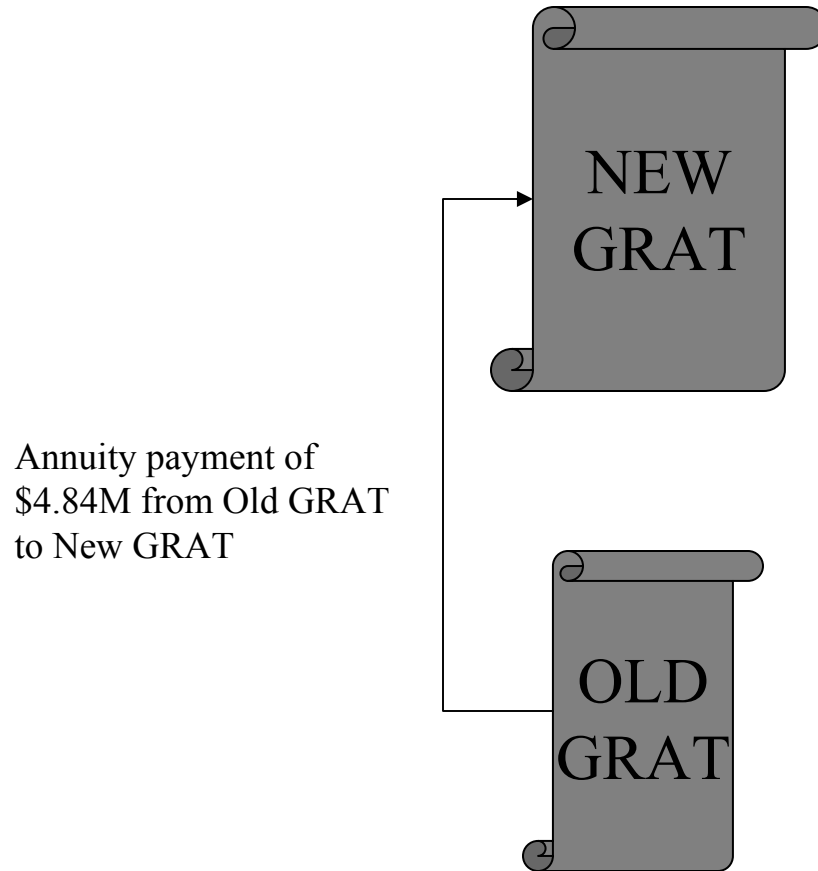 NEW
GRAT
Annuity payment of
$4.84M from Old GRAT
to New GRAT
OLD
GRAT